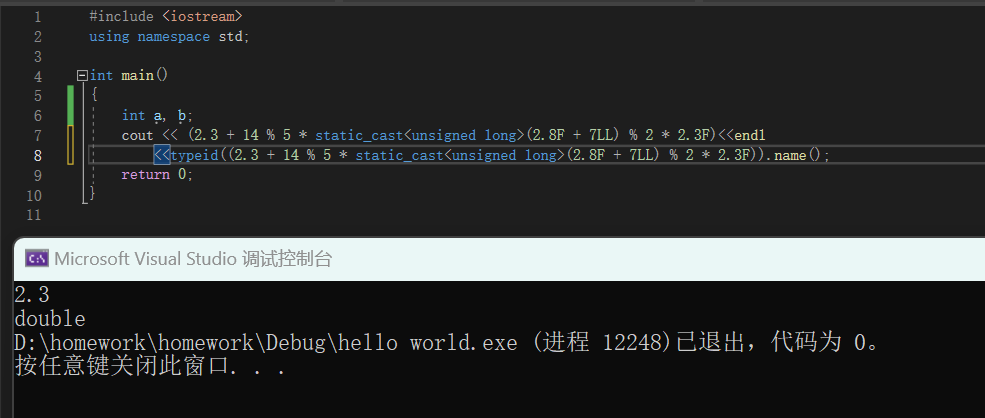 1 #include <iostream>
2 using namespace std;
3
4 int main()
5 {
6 int a, b;
7 cout << (2.3 + 14 % 5 * static_cast<unsigned long>(2.8F + 7LL) % 2 * 2.3F)<<endl
8 <<typeid((2.3 + 14 % 5 * static_cast<unsigned long>(2.8F + 7LL) % 2 * 2.3F)).name();
9 return 0;
10 }
11
C:\ Microsoft Visual Studio 调试控制台
2.3
double
D:\homework\homework\Debug\hello world.exe (进程 12248)已退出，代码为 0。
按任意键关闭此窗口. . .